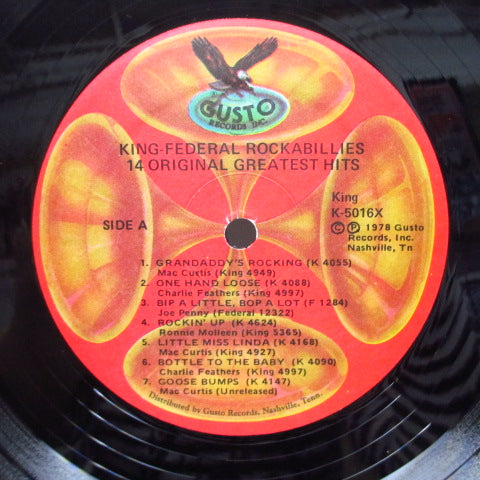 GUSTO
RECORDS INC.
KING-FEDERAL ROCKABILLIES
14 ORIGINAL GREATEST HITS
King
K-5016X
SIDE A
© ℗ 1978 Gusto
Records, Inc.
Nashville, Tn
1. GRANDADDY'S ROCKING (K 4055)
Mac Curtis (King 4949)
2. ONE HAND LOOSE (K 4088)
Charlie Feathers (King 4997)
3. BIP A LITTLE, BOP A LOT (F 1284)
Joe Penny (Federal 12322)
4. ROCKIN' UP (K 4624)
Ronnie Molleen (King 5365)
5. LITTLE MISS LINDA (K 4168)
Mac Curtis (King 4927)
6. BOTTLE TO THE BABY (K 4090)
Charlie Feathers (King 4997)
7. GOOSE BUMPS (K 4147)
Mac Curtis (Unreleased)
Distributed by Gusto Records, Nashville, Tenn.